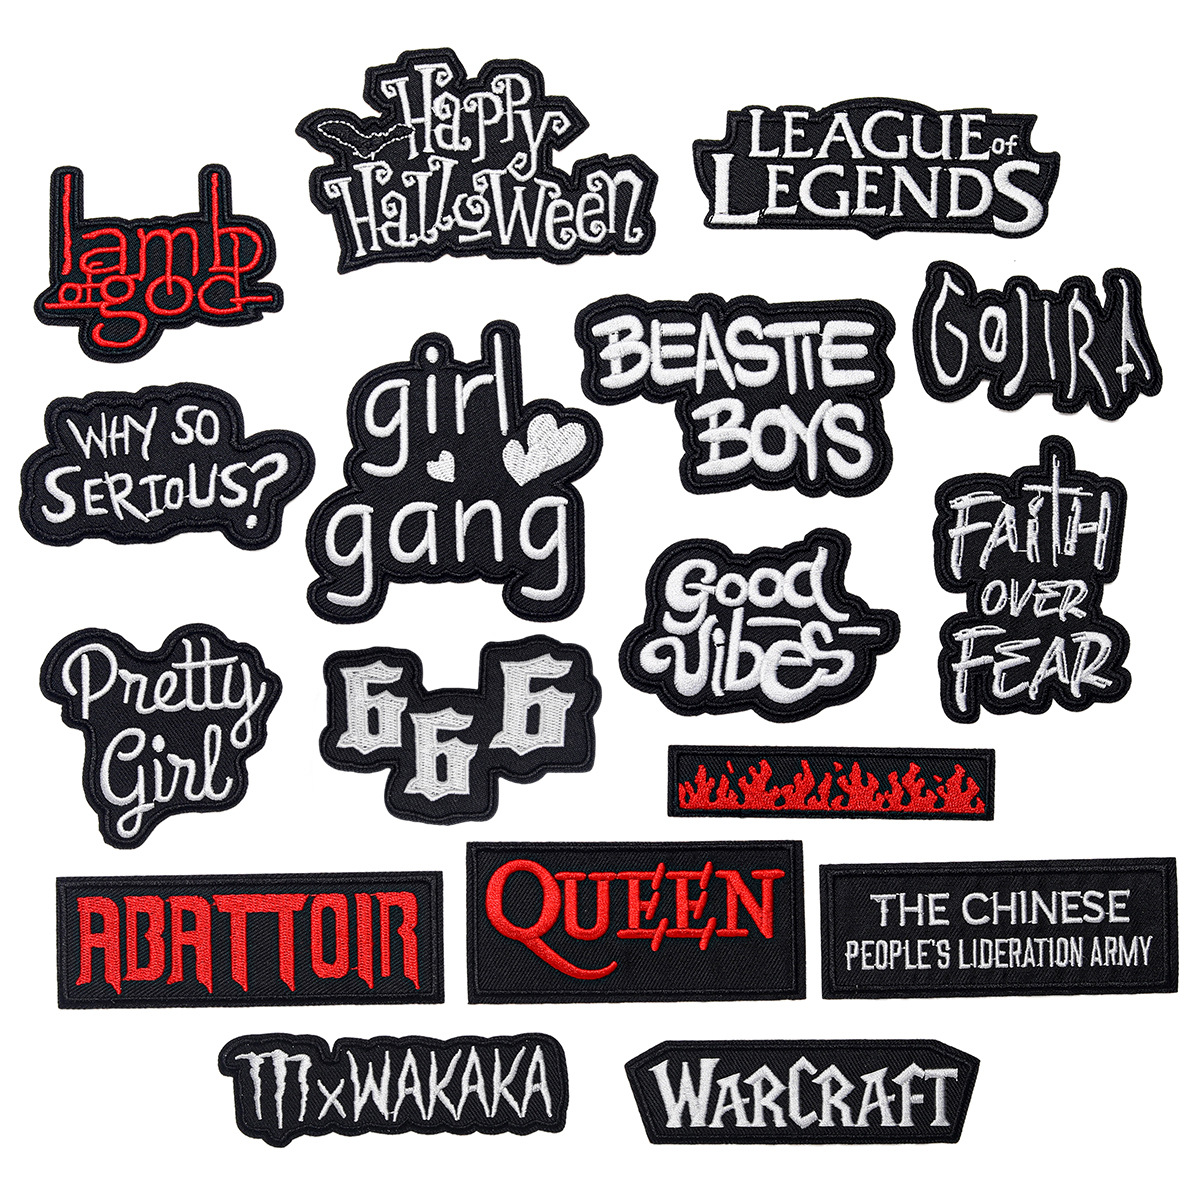 Happy
Halloween
LEAGUE of
LEGENDS
lamb
of god
GOJIRA
BEASTIE
BOYS
girl
gang
WHY SO
SERIOUS?
FAITH
OVER
FEAR
Good
Vibes
Pretty
Girl
666
ABATTOIR
QUEEN
THE CHINESE
PEOPLE'S LIDERATION ARMY
MxWAKAKA
WARCRAFT